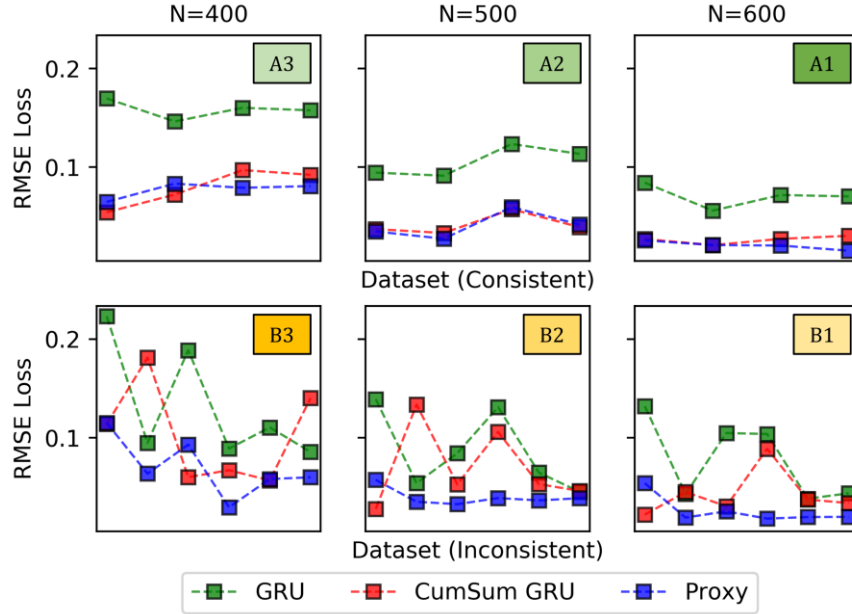 N=400 N=500 N=600
0.2 A3 A2 A1
RMSE Loss
0.1
Dataset (Consistent)
0.2 B3 B2 B1
RMSE Loss
0.1
Dataset (Inconsistent)
GRU CumSum GRU Proxy